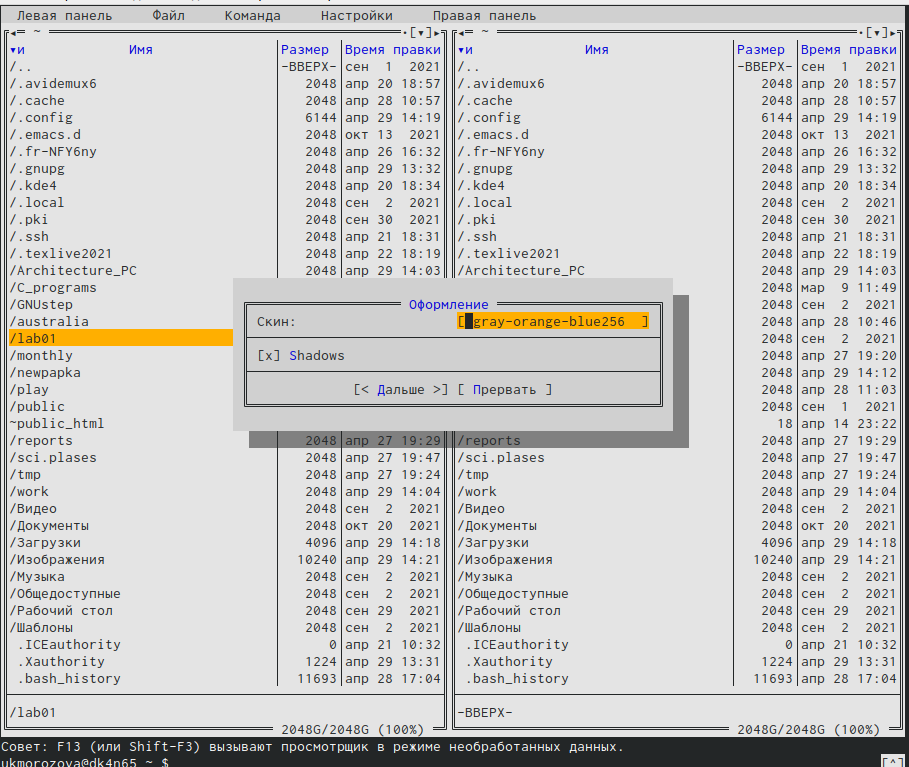 Левая панель Файл Команда Настройки Правая панель
~ [▾] ~ [▾]
▾и Имя Размер Время правки ▾и Имя Размер Время правки
/.. -ВВЕРХ- сен 1 2021 /.. -ВВЕРХ- сен 1 2021
/.avidemux6 2048 апр 20 18:57 /.avidemux6 2048 апр 20 18:57
/.cache 2048 апр 28 10:57 /.cache 2048 апр 28 10:57
/.config 6144 апр 29 14:19 /.config 6144 апр 29 14:19
/.emacs.d 2048 окт 13 2021 /.emacs.d 2048 окт 13 2021
/.fr-NFY6ny 2048 апр 26 16:32 /.fr-NFY6ny 2048 апр 26 16:32
/.gnupg 2048 апр 29 13:32 /.gnupg 2048 апр 29 13:32
/.kde4 2048 апр 20 18:34 /.kde4 2048 апр 20 18:34
/.local 2048 сен 2 2021 /.local 2048 сен 2 2021
/.pki 2048 сен 30 2021 /.pki 2048 сен 30 2021
/.ssh 2048 апр 21 18:31 /.ssh 2048 апр 21 18:31
/.texlive2021 2048 апр 22 18:19 /.texlive2021 2048 апр 22 18:19
/Architecture_PC 2048 апр 29 14:03 /Architecture_PC 2048 апр 29 14:03
/C_programs 2048 мар 9 11:49
/GNUstep Оформление 2048 сен 2 2021
/australia Скин: [gray-orange-blue256 ] 2048 апр 28 10:46
/lab01 2048 сен 2 2021
/monthly [x] Shadows 2048 апр 27 19:20
/newpapka 2048 апр 29 14:12
/play [< Дальше >] [ Прервать ] 2048 апр 28 11:03
/public 2048 сен 1 2021
~public_html 18 апр 14 23:22
/reports 2048 апр 27 19:29 /reports 2048 апр 27 19:29
/sci.plases 2048 апр 27 19:47 /sci.plases 2048 апр 27 19:47
/tmp 2048 апр 27 19:24 /tmp 2048 апр 27 19:24
/work 2048 апр 29 14:04 /work 2048 апр 29 14:04
/Видео 2048 сен 2 2021 /Видео 2048 сен 2 2021
/Документы 2048 окт 20 2021 /Документы 2048 окт 20 2021
/Загрузки 4096 апр 29 14:18 /Загрузки 4096 апр 29 14:18
/Изображения 10240 апр 29 14:21 /Изображения 10240 апр 29 14:21
/Музыка 2048 сен 2 2021 /Музыка 2048 сен 2 2021
/Общедоступные 2048 сен 2 2021 /Общедоступные 2048 сен 2 2021
/Рабочий стол 2048 сен 29 2021 /Рабочий стол 2048 сен 29 2021
/Шаблоны 2048 сен 2 2021 /Шаблоны 2048 сен 2 2021
.ICEauthority 0 апр 21 10:32 .ICEauthority 0 апр 21 10:32
.Xauthority 1224 апр 29 13:31 .Xauthority 1224 апр 29 13:31
.bash_history 11693 апр 28 17:04 .bash_history 11693 апр 28 17:04
/lab01 -ВВЕРХ-
2048G/2048G (100%) 2048G/2048G (100%)
Совет: F13 (или Shift-F3) вызывают просмотрщик в режиме необработанных данных.
ukmorozova@dk4n65 ~ $ [^]